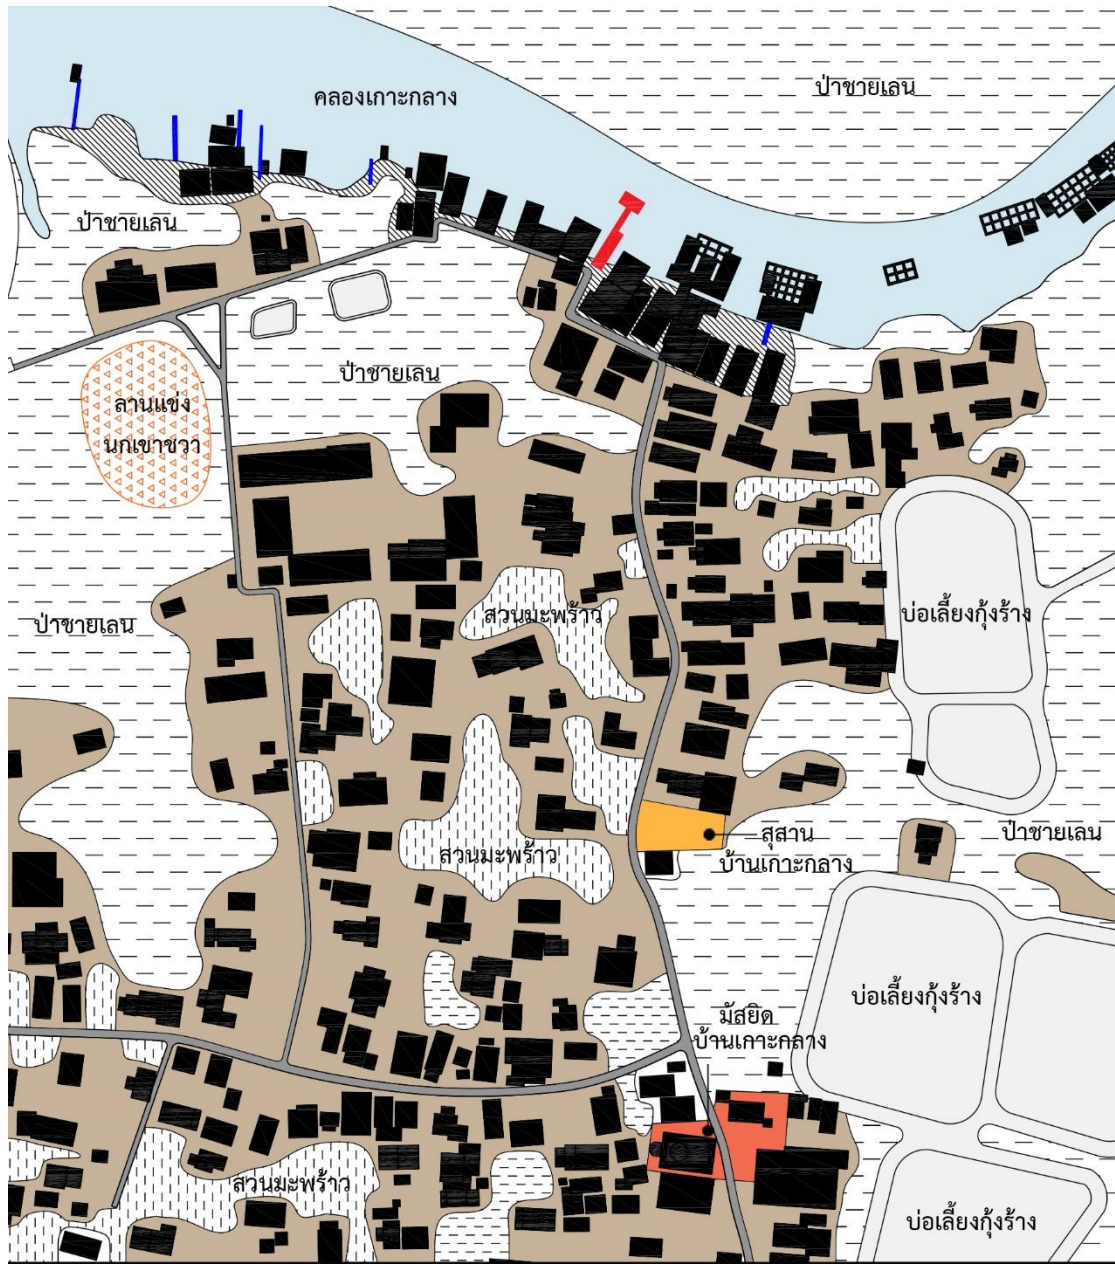 ป่าชายเลน
คลองเกาะกลาง
ป่าชายเลน
ป่าชายเลน
ลานแข่ง
นกเขาชวา
ป่าชายเลน
สวนมะพร้าว
บ่อเลี้ยงกุ้งร้าง
สุสาน
บ้านเกาะกลาง
ป่าชายเลน
สวนมะพร้าว
บ่อเลี้ยงกุ้งร้าง
มัสยิด
บ้านเกาะกลาง
สวนมะพร้าว
บ่อเลี้ยงกุ้งร้าง